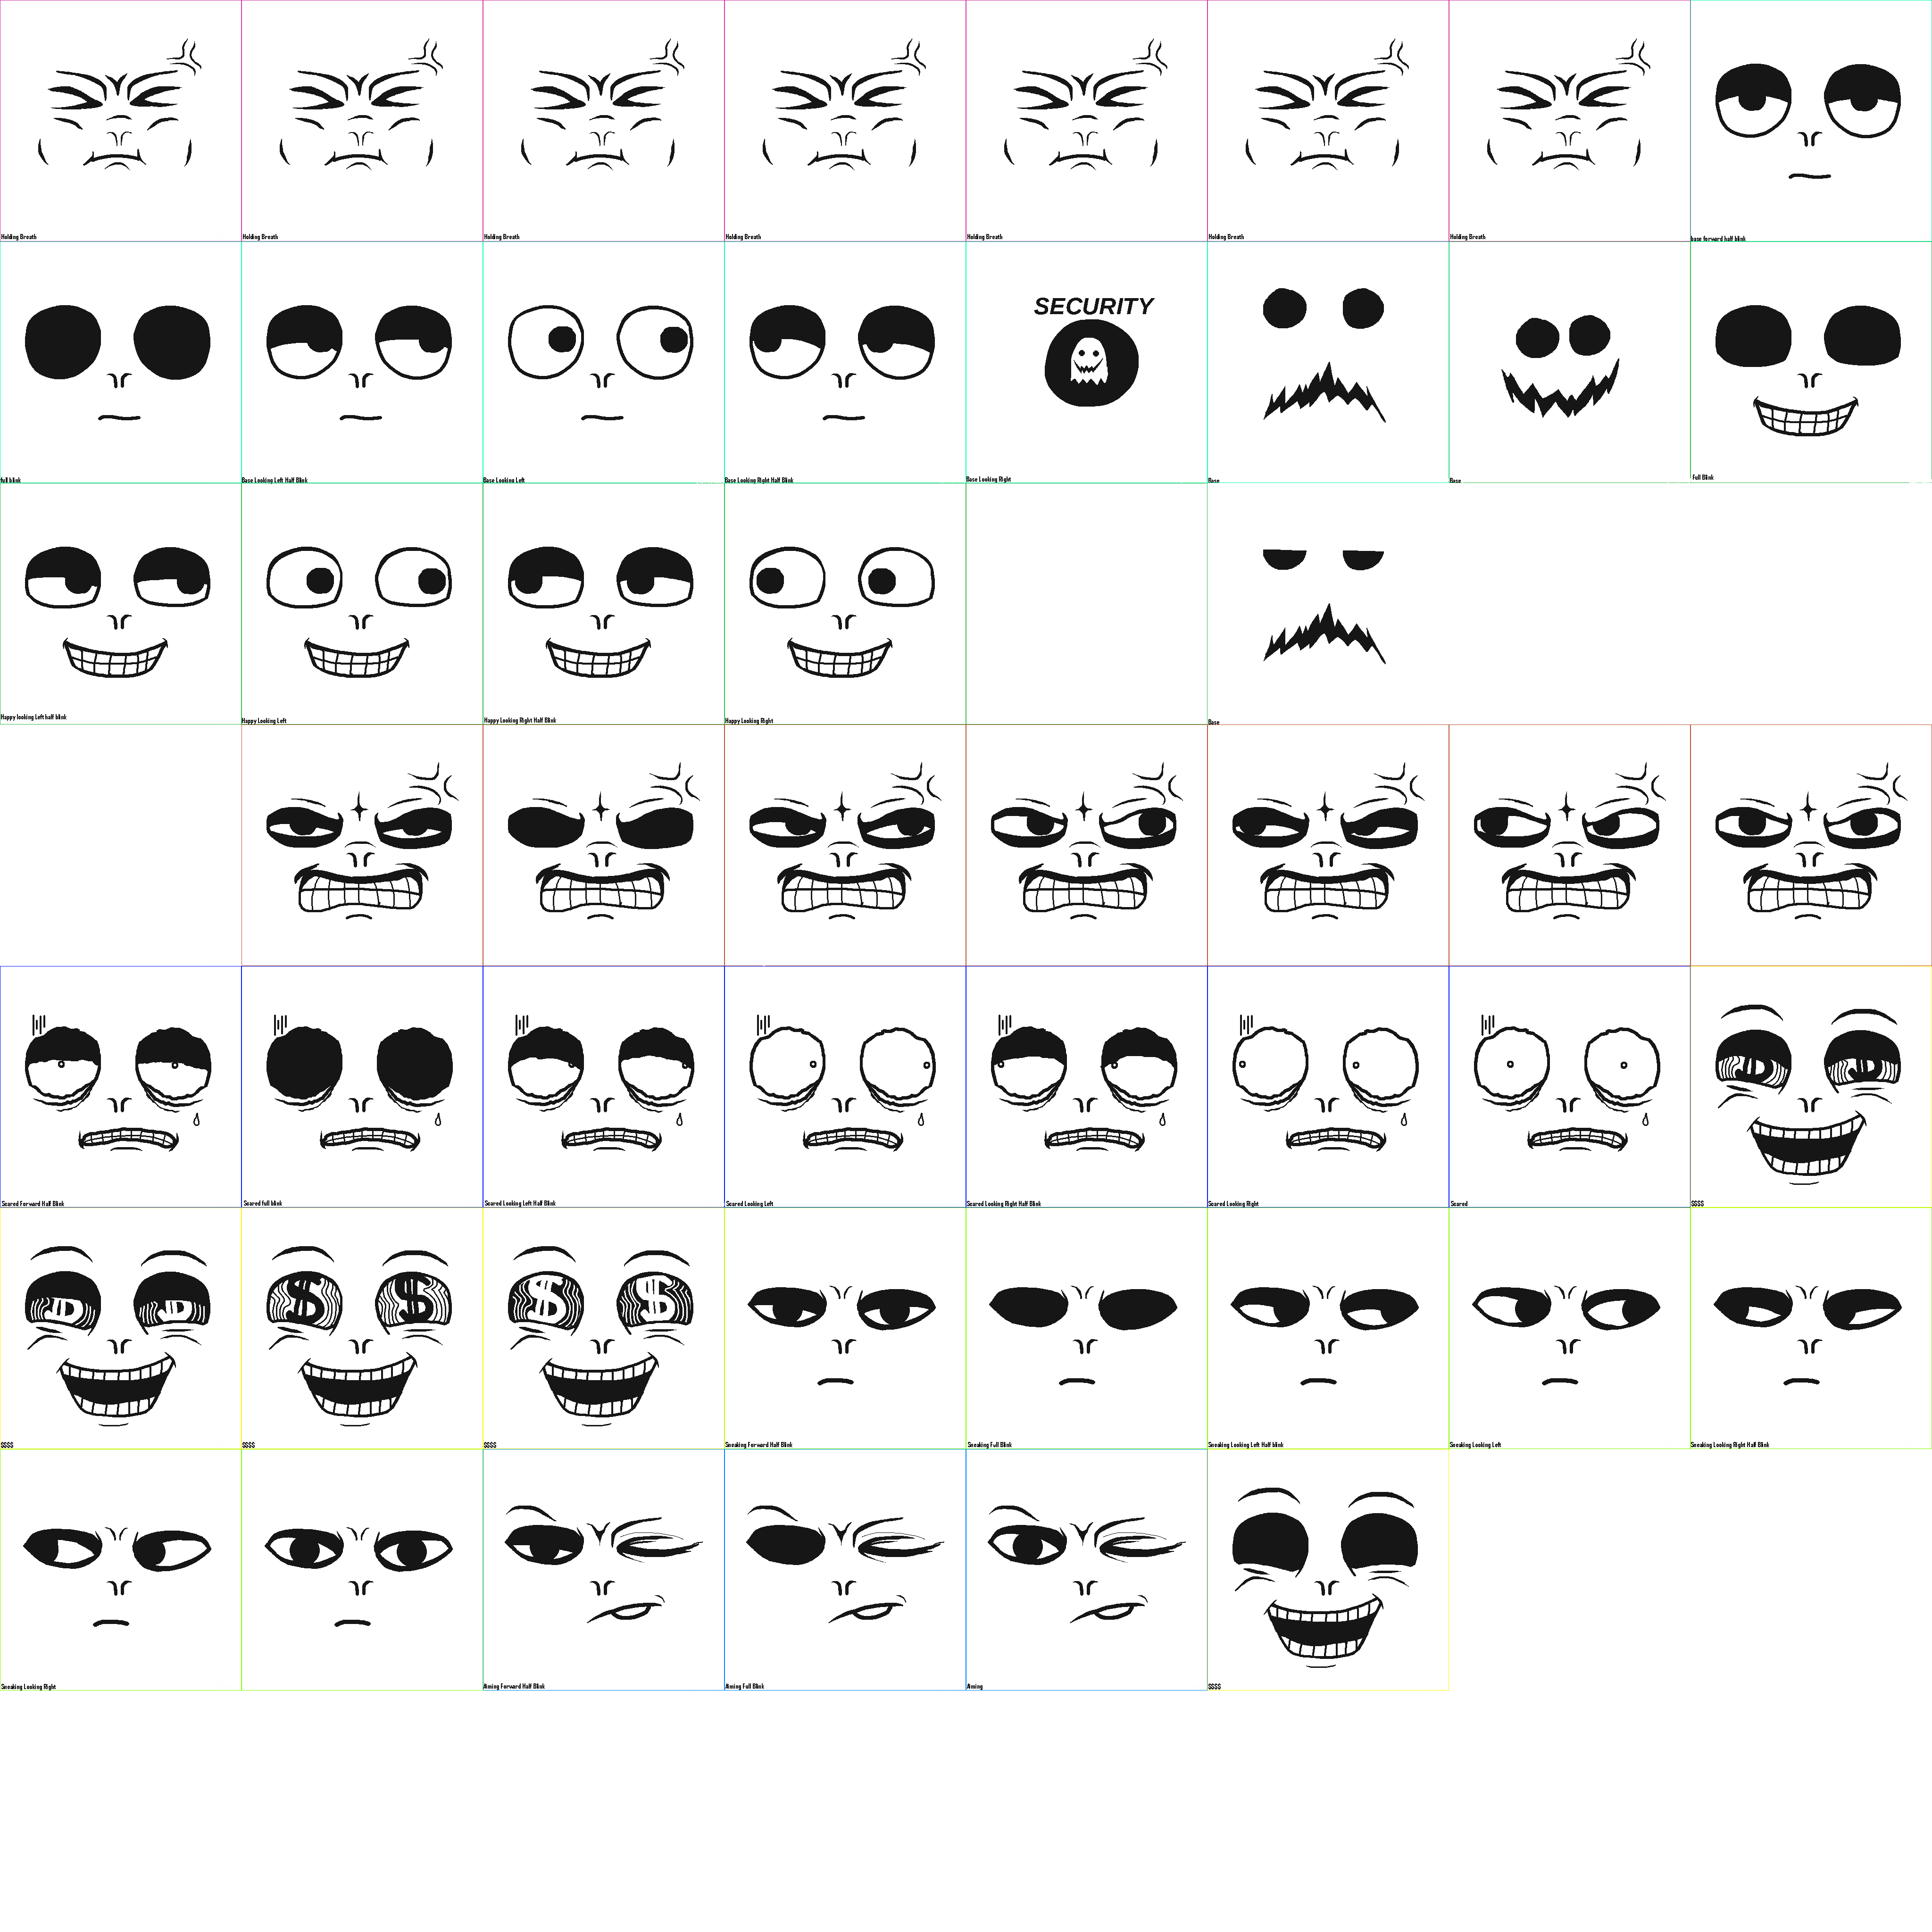 Holding Breath
Holding Breath
Holding Breath
Holding Breath
Holding Breath
Holding Breath
Holding Breath
base forward half blink
full blink
Base Looking Left Half Blink
Base Looking Left
Base Looking Right Half Blink
SECURITY
Base Looking Right
Base
Base
Full Blink
Happy looking Left half blink
Happy Looking Left
Happy Looking Right Half Blink
Happy Looking Right
Base
Scared Forward Half Blink
Scared full blink
Scared Looking Left Half Blink
Scared Looking Left
Scared Looking Right Half Blink
Scared Looking Right
Scared
$$$$
$
$
$
$
$$$$
$$$$
$$$$
Sneaking Forward Half Blink
Sneaking Full Blink
Sneaking Looking Left Half blink
Sneaking Looking Left
Sneaking Looking Right Half Blink
Sneaking Looking Right
Aiming Forward Half Blink
Aiming Full Blink
Aiming
$$$$